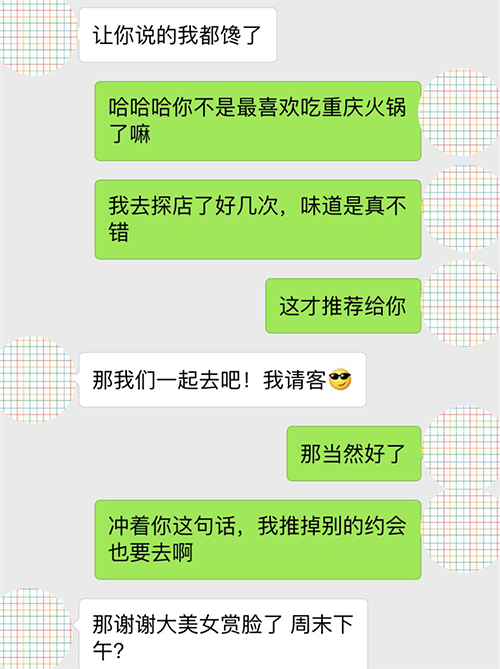 让你说的我都馋了
哈哈哈你不是最喜欢吃重庆火锅
了嘛
我去探店了好几次，味道是真不
错
这才推荐给你
那我们一起去吧！我请客😎
那当然好了
冲着你这句话，我推掉别的约会
也要去啊
那谢谢大美女赏脸了 周末下
午?